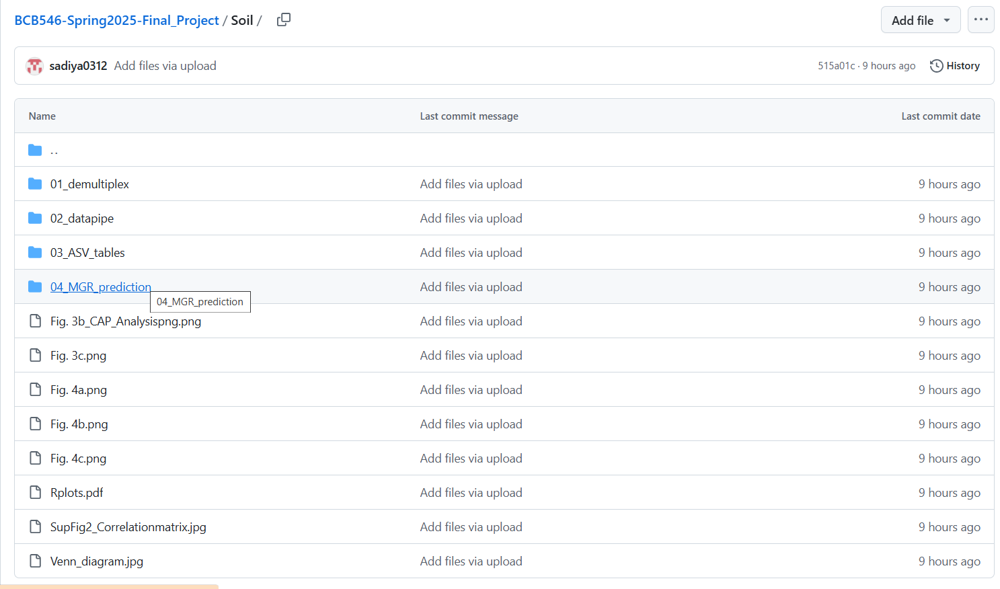 BCB546-Spring2025-Final_Project / Soil /
Add file
sadiya0312 Add files via upload 515a01c · 9 hours ago History
Name Last commit message Last commit date
..
01_demultiplex Add files via upload 9 hours ago
02_datapipe Add files via upload 9 hours ago
03_ASV_tables Add files via upload 9 hours ago
04_MGR_prediction Add files via upload 9 hours ago
04_MGR_prediction
Fig. 3b_CAP_Analysispng.png Add files via upload 9 hours ago
Fig. 3c.png Add files via upload 9 hours ago
Fig. 4a.png Add files via upload 9 hours ago
Fig. 4b.png Add files via upload 9 hours ago
Fig. 4c.png Add files via upload 9 hours ago
Rplots.pdf Add files via upload 9 hours ago
SupFig2_Correlationmatrix.jpg Add files via upload 9 hours ago
Venn_diagram.jpg Add files via upload 9 hours ago